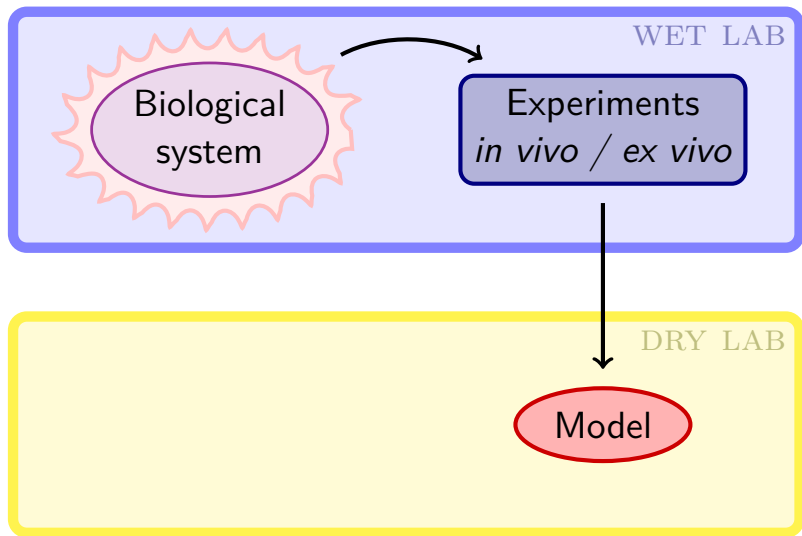 WET LAB
Biological
system
Experiments
in vivo / ex vivo
DRY LAB
Model